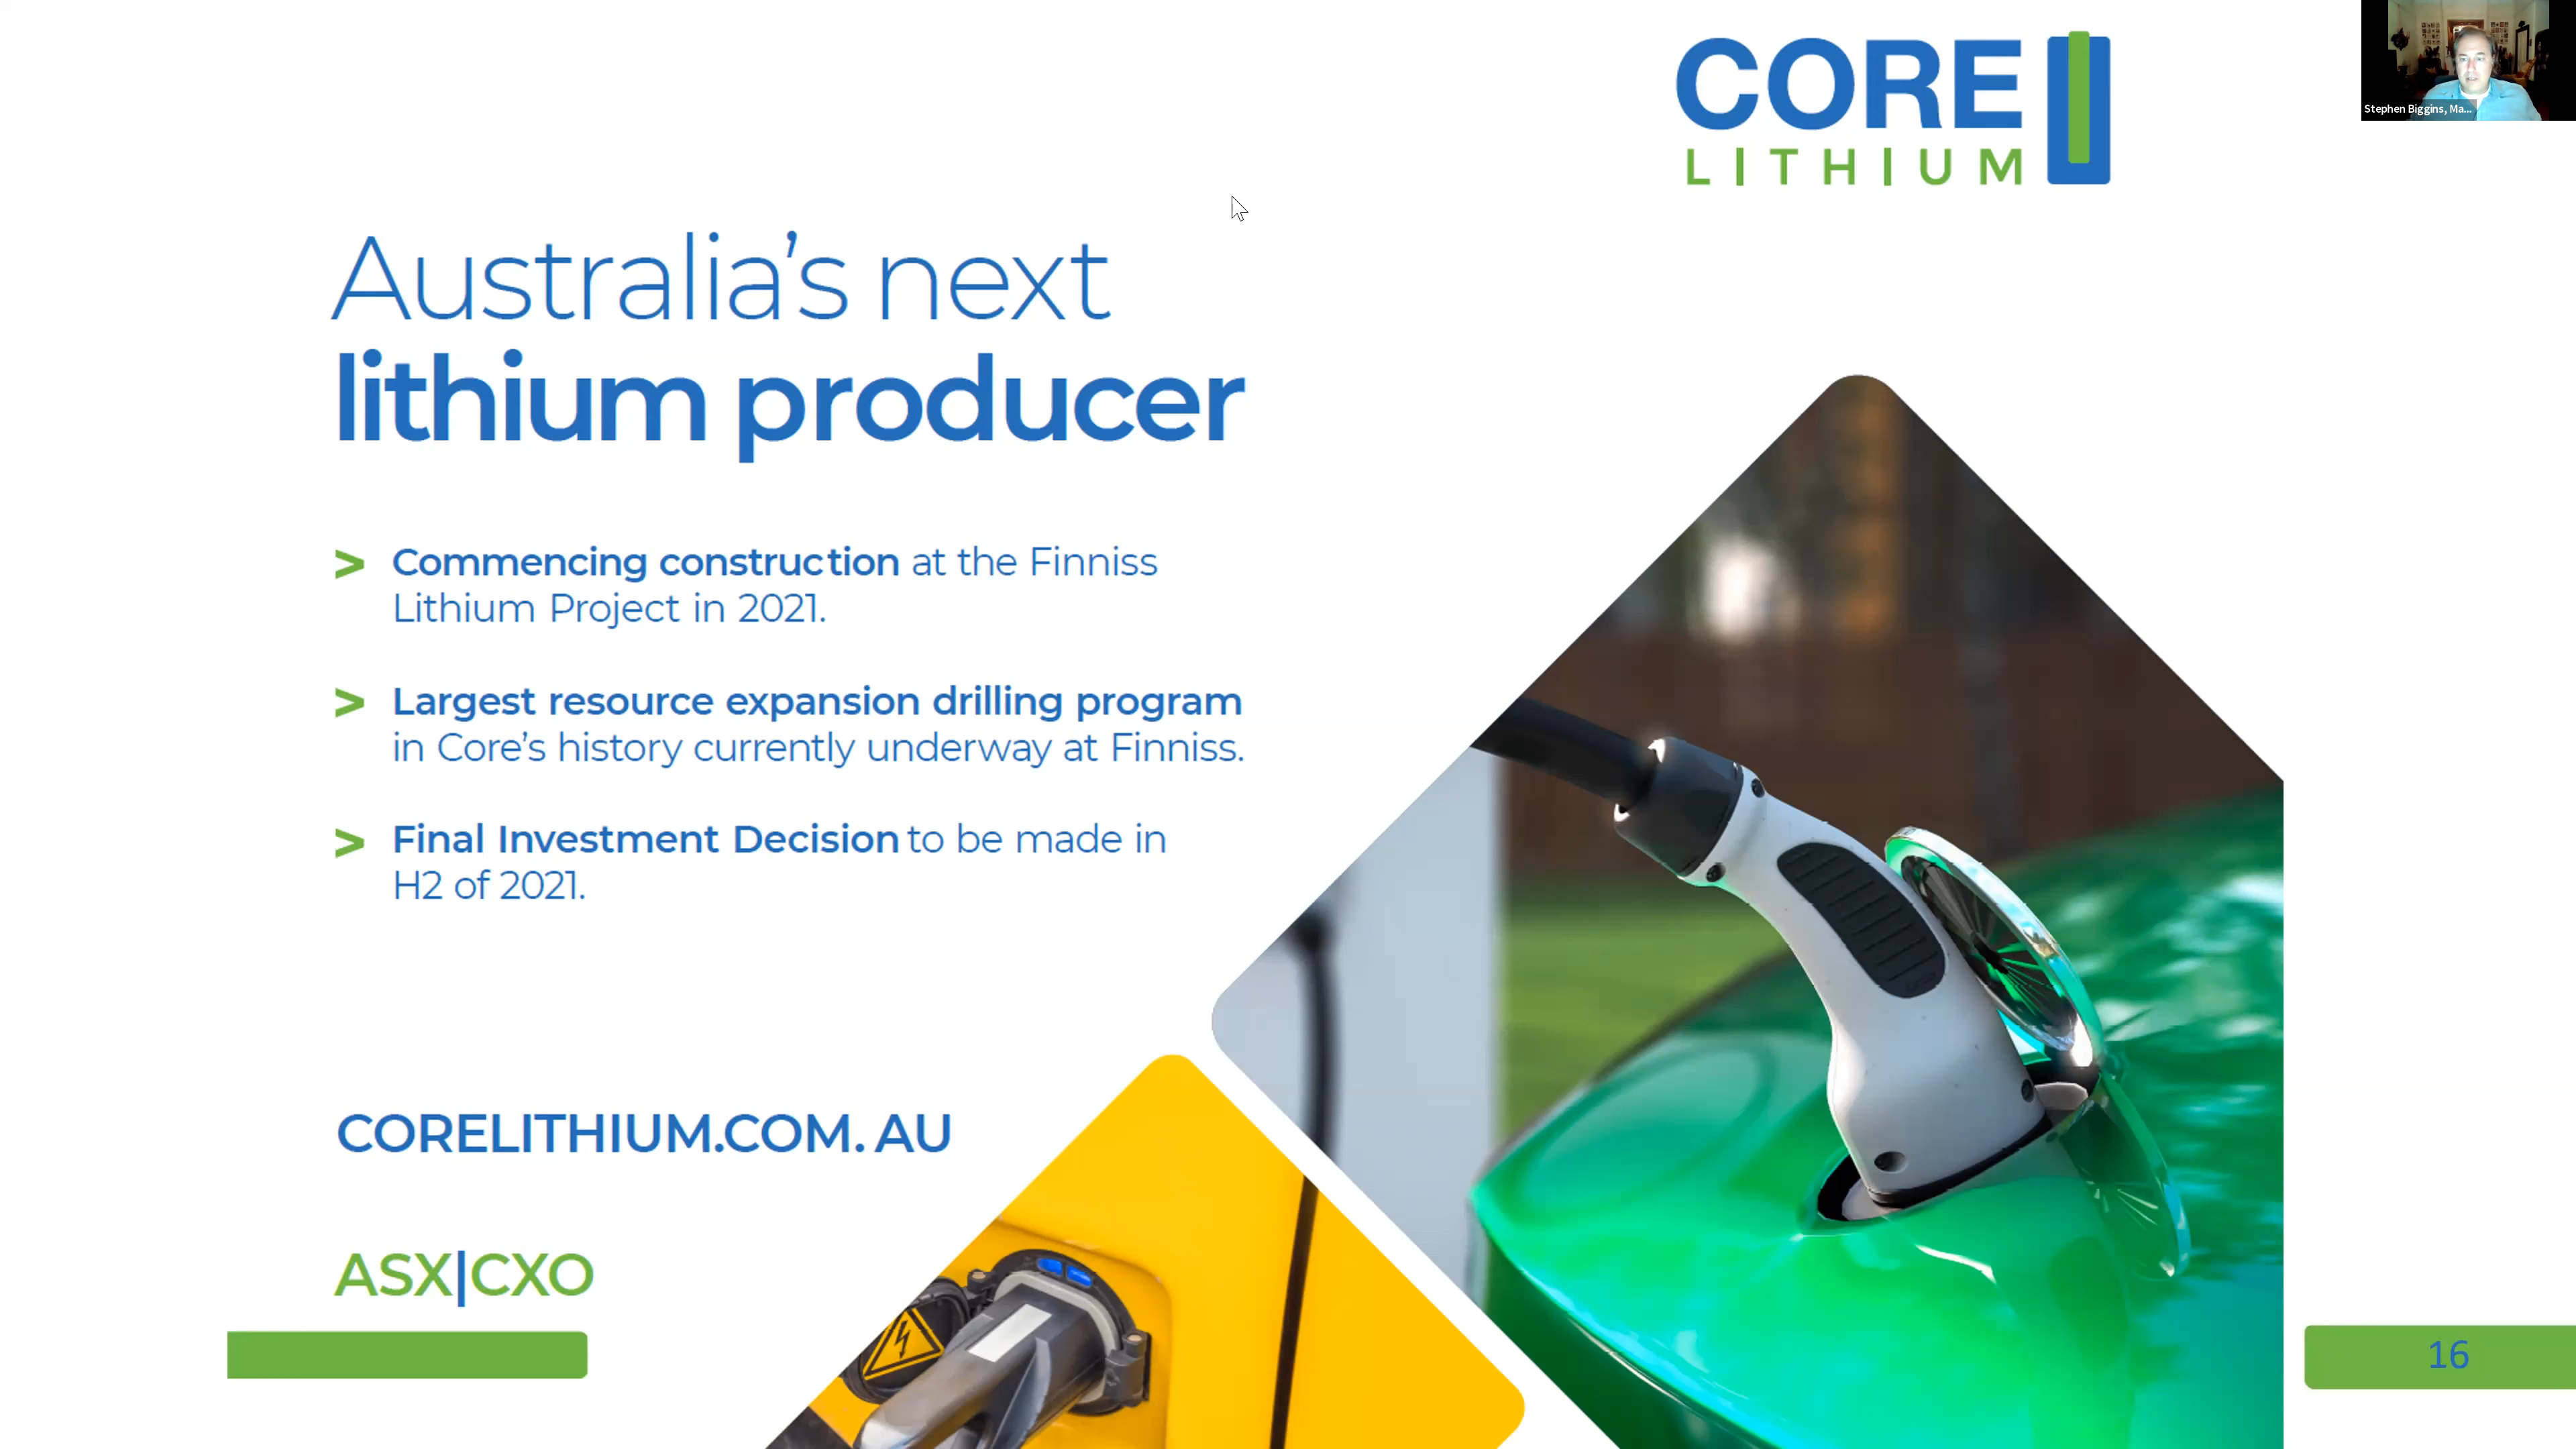 CORE
LITHIUM
Stephen Biggins, Ma...
Australia's next
lithium producer
> Commencing construction at the Finniss
Lithium Project in 2021.
> Largest resource expansion drilling program
in Core's history currently underway at Finniss.
> Final Investment Decision to be made in
H2 of 2021.
CORELITHIUM.COM. AU
ASX|CXO
16